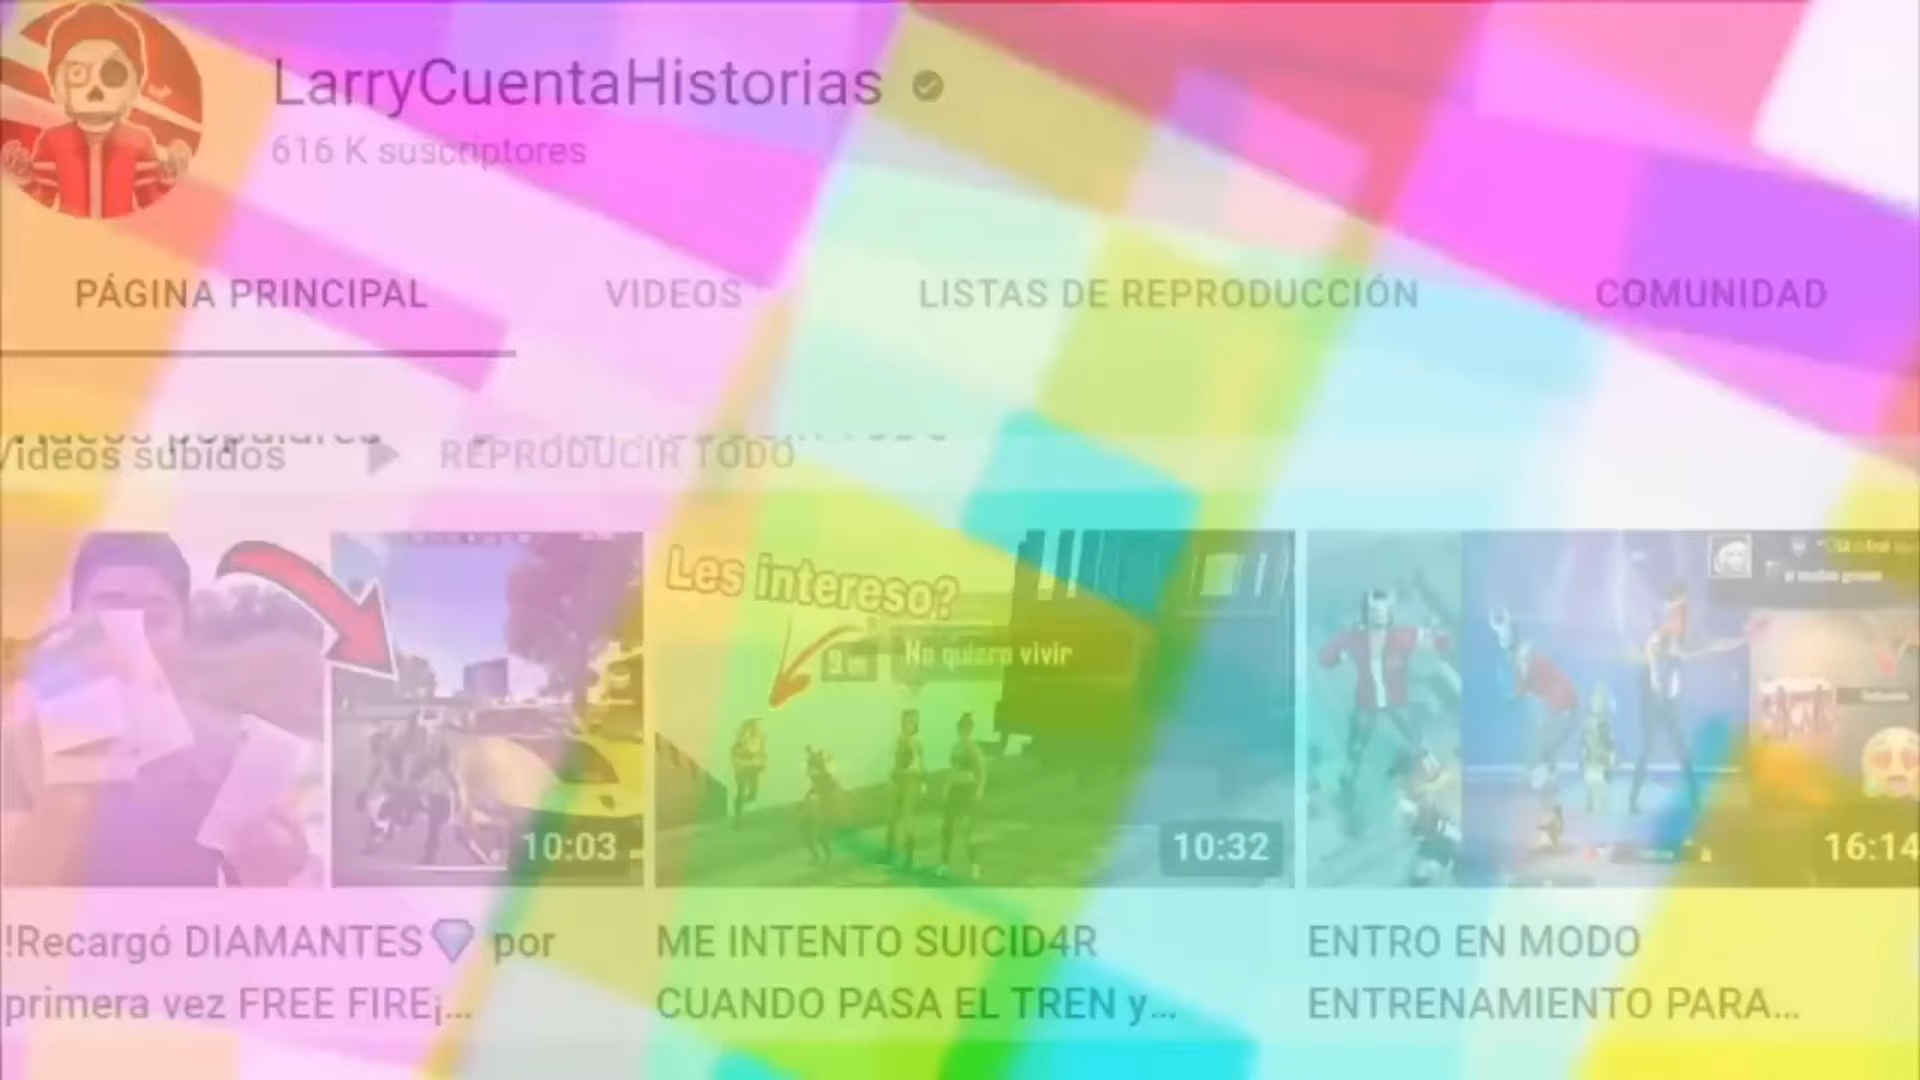 LarryCuentaHistorias
616 K suscriptores
PÁGINA PRINCIPAL
VIDEOS
LISTAS DE REPRODUCCIÓN
COMUNIDAD
Videos subidos
REPRODUCIR TODO
Les intereso?
9 m
No quiero vivir
10:03
10:32
16:14
!Recargó DIAMANTES💎 por
primera vez FREE FIRE¡...
ME INTENTO SUICID4R
CUANDO PASA EL TREN y...
ENTRO EN MODO
ENTRENAMIENTO PARA...